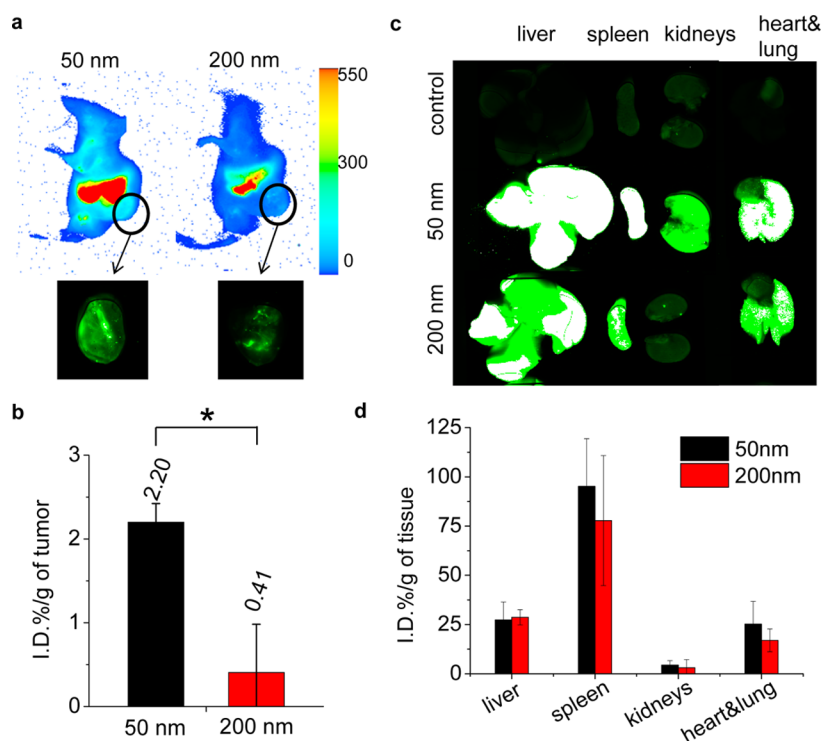 a
50 nm
200 nm
550
300
0
b
*
2.20
0.41
3
2
1
0
I.D.%/g of tumor
50 nm
200 nm
c
liver
spleen
kidneys
heart&
lung
control
50 nm
200 nm
d
125
100
75
50
25
0
I.D.%/g of tissue
50nm
200nm
liver
spleen
kidneys
heart&lung